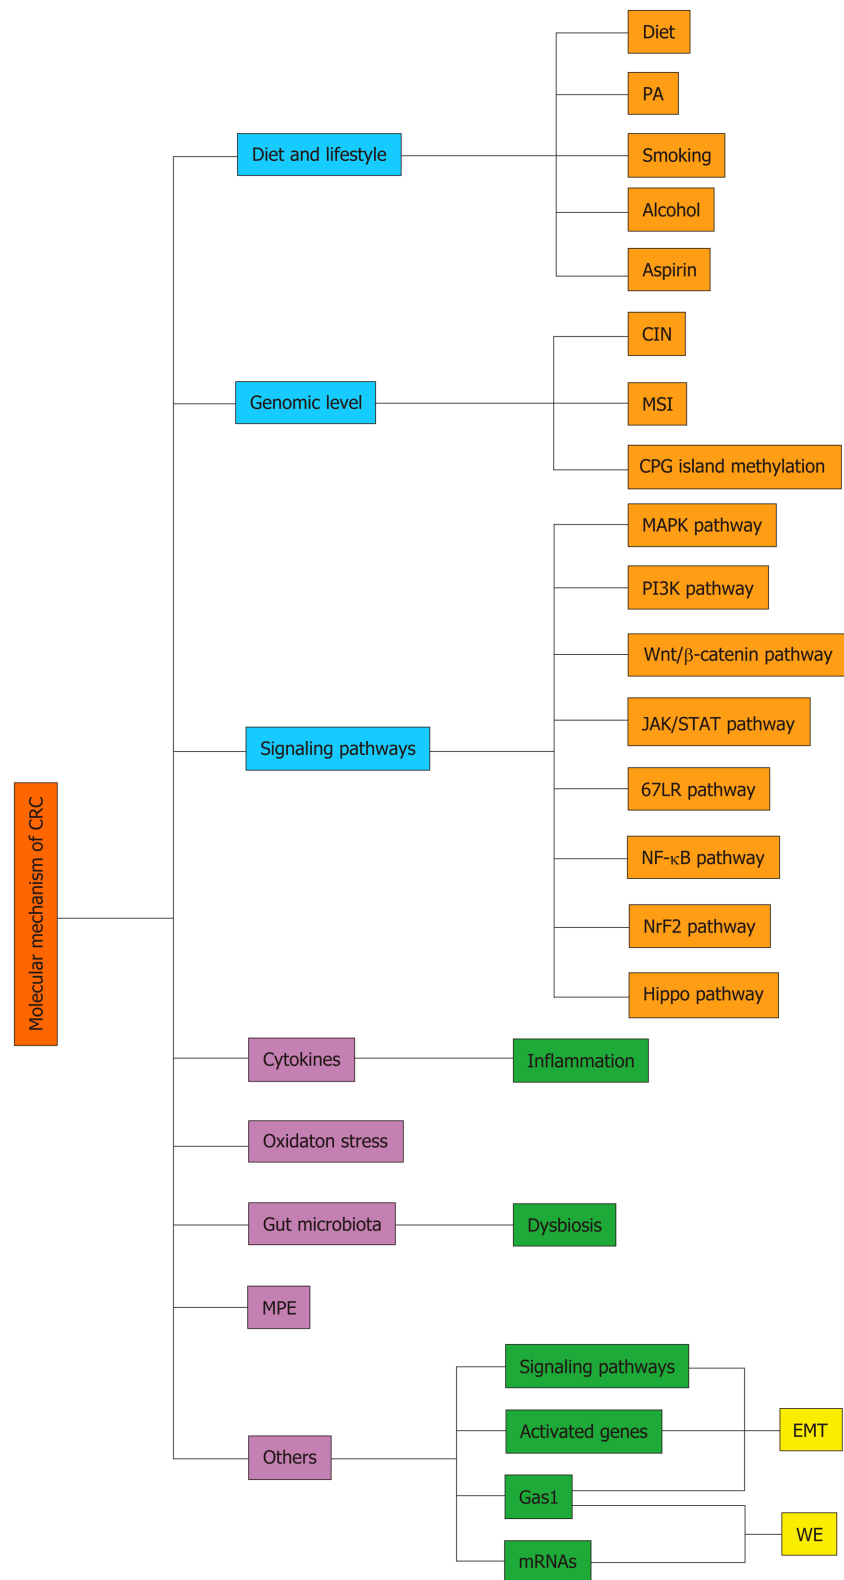 Diet
PA
Diet and lifestyle
Smoking
Alcohol
Aspirin
CIN
Genomic level
MSI
CPG island methylation
MAPK pathway
PI3K pathway
Wnt/β-catenin pathway
JAK/STAT pathway
Signaling pathways
67LR pathway
NF-κB pathway
NrF2 pathway
Hippo pathway
Molecular mechanism of CRC
Cytokines
Inflammation
Oxidaton stress
Gut microbiota
Dysbiosis
MPE
Signaling pathways
Activated genes
EMT
Others
Gas1
WE
mRNAs